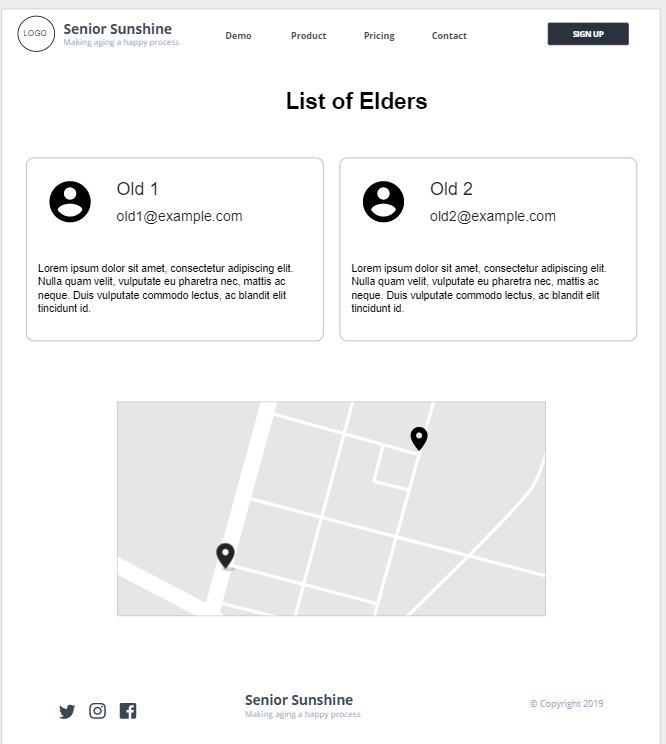 LOGO
Senior Sunshine
Making aging a happy process
Demo
Product
Pricing
Contact
SIGN UP
List of Elders
Old 1
old1@example.com
Lorem ipsum dolor sit amet, consectetur adipiscing elit.
Nulla quam velit, vulputate eu pharetra nec, mattis ac
neque. Duis vulputate commodo lectus, ac blandit elit
tincidunt id.
Old 2
old2@example.com
Lorem ipsum dolor sit amet, consectetur adipiscing elit.
Nulla quam velit, vulputate eu pharetra nec, mattis ac
neque. Duis vulputate commodo lectus, ac blandit elit
tincidunt id.
Senior Sunshine
Making aging a happy process
© Copyright 2019